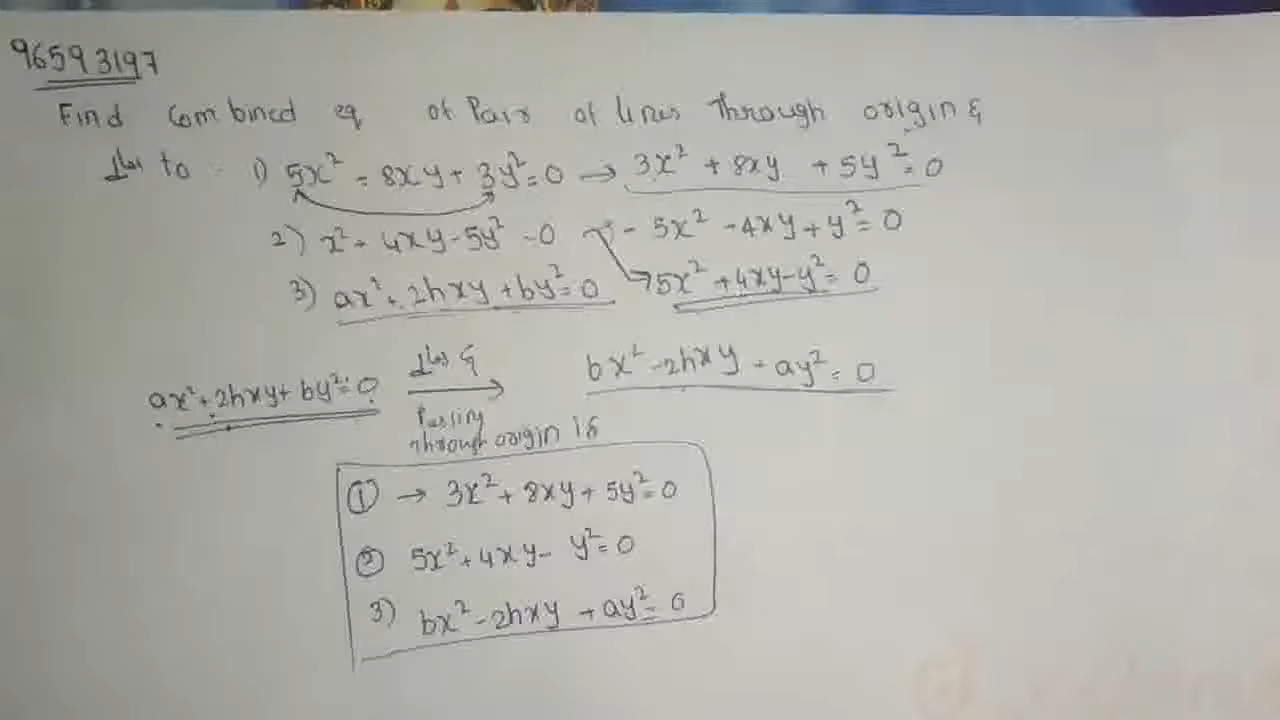 96593197
Find combined eq of Pair of lines through origin &
⊥lar to 1) 5x² - 8xy + 3y² = 0 → 3x² + 8xy + 5y² = 0
2) x² + 4xy - 5y² = 0 → - 5x² - 4xy + y² = 0
3) ax² + 2hxy + by² = 0 → 5x² + 4xy - y² = 0
ax² + 2hxy + by² = 0 ⊥lar & bx² - 2hxy + ay² = 0
Passing
through origin is
① → 3x² + 8xy + 5y² = 0
② 5x² + 4xy - y² = 0
3) bx² - 2hxy + ay² = 0